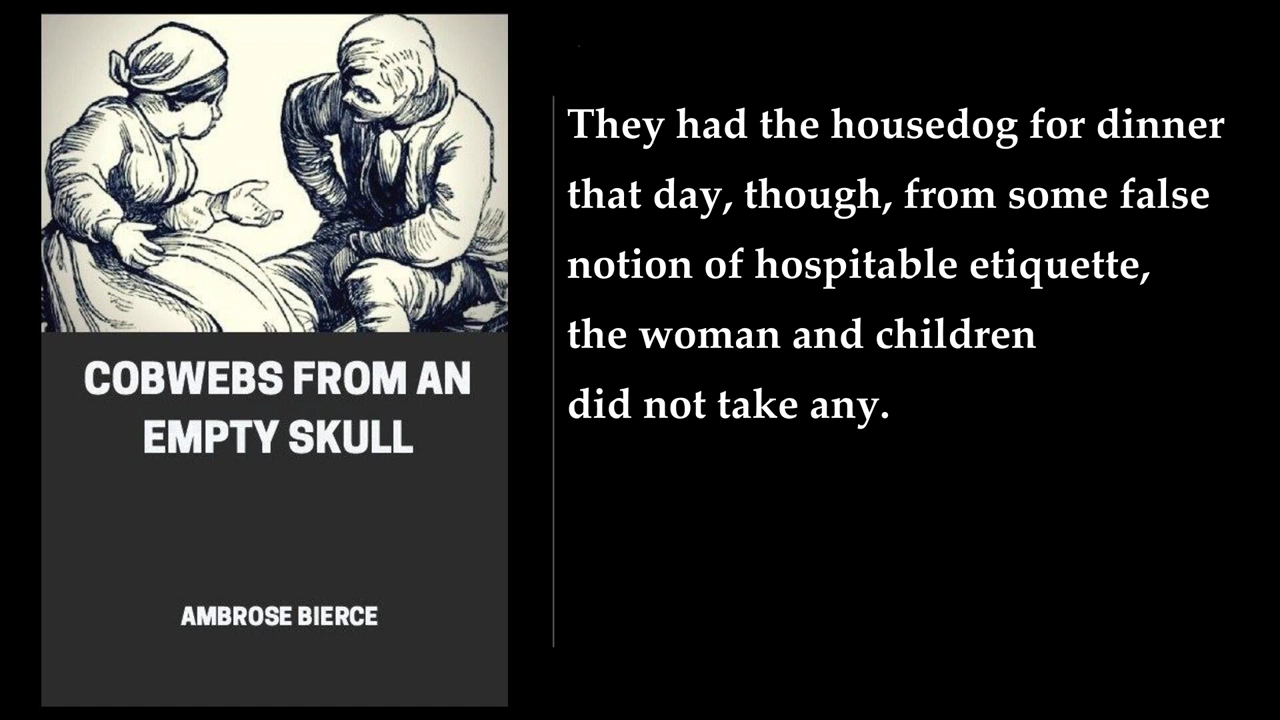 COBWEBS FROM AN
EMPTY SKULL
AMBROSE BIERCE
They had the housedog for dinner
that day, though, from some false
notion of hospitable etiquette,
the woman and children
did not take any.